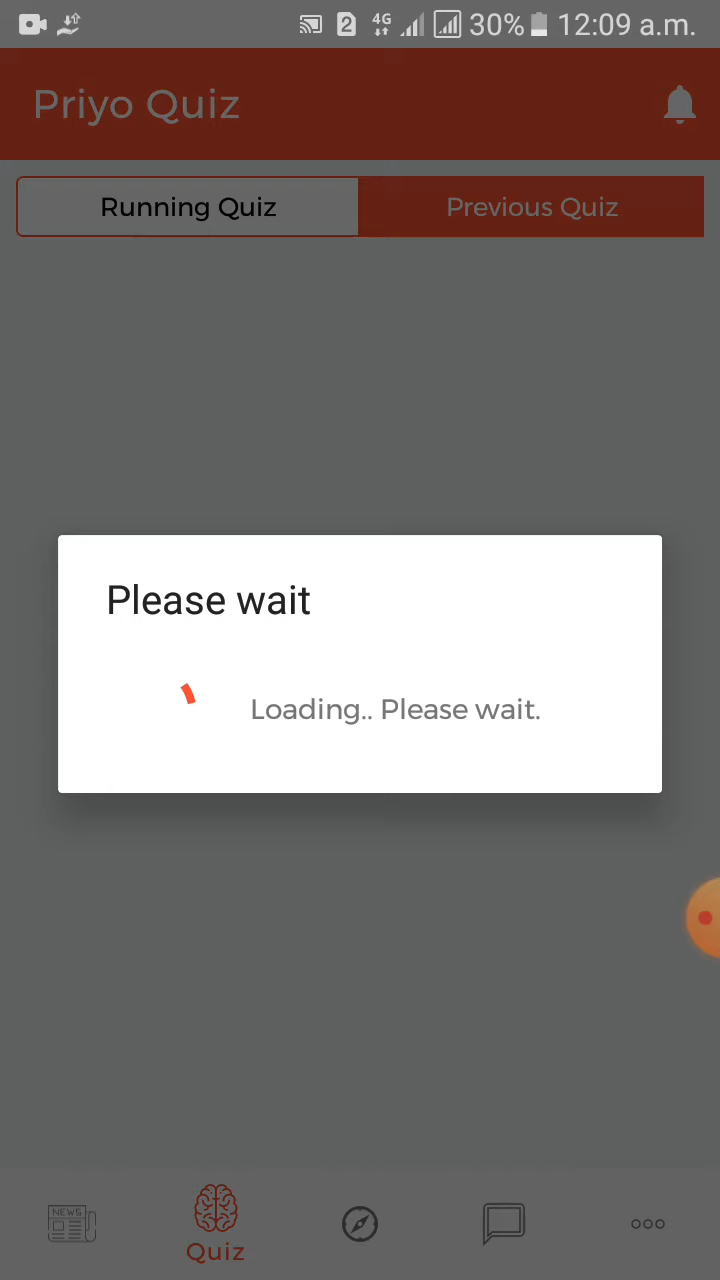 2 4G 30% 12:09 a.m.
Priyo Quiz
Running Quiz Previous Quiz
Please wait
Loading.. Please wait.
NEWS
Quiz